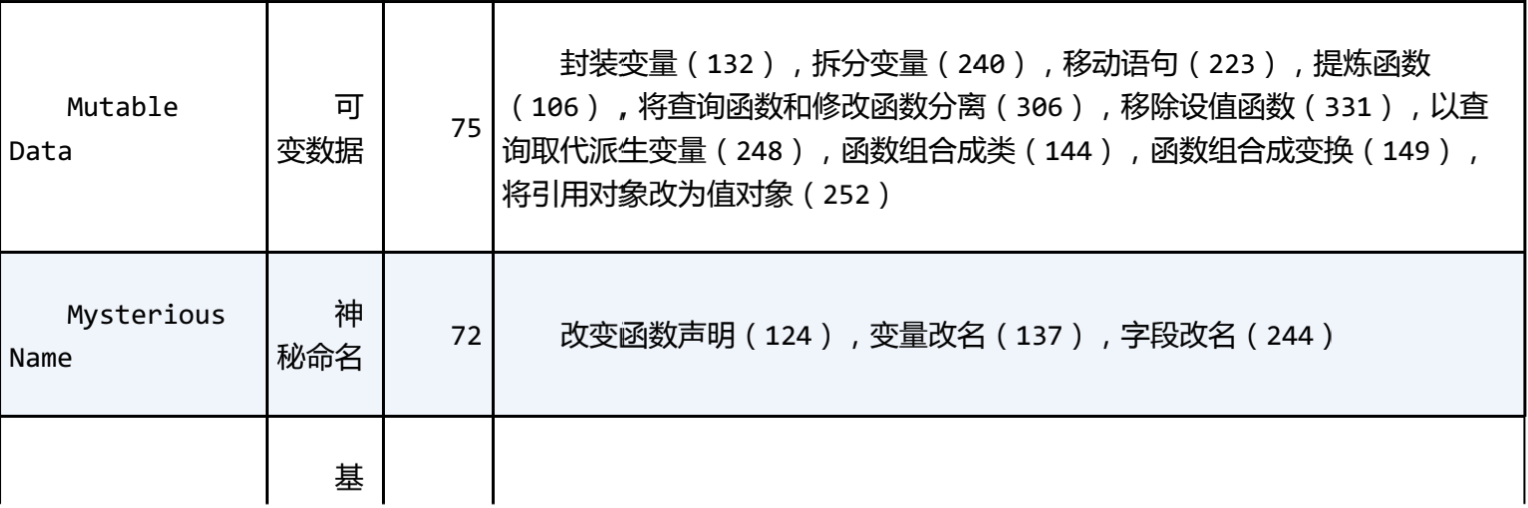 Mutable
Data
可
变数据
75
封装变量（132），拆分变量（240），移动语句（223），提炼函数
（106），将查询函数和修改函数分离（306），移除设值函数（331），以查
询取代派生变量（248），函数组合成类（144），函数组合成变换（149），
将引用对象改为值对象（252）
Mysterious
Name
神
秘命名
72
改变函数声明（124），变量改名（137），字段改名（244）
基